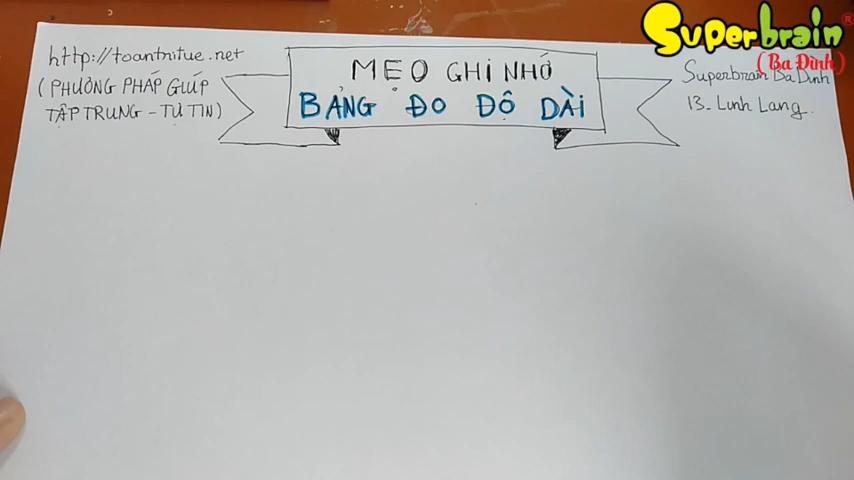 http://toantritue.net
(PHƯƠNG PHÁP GIÚP
TẬP TRUNG - TỰ TIN)
MẸO GHI NHỚ
BẢNG ĐO ĐỘ DÀI
Superbrain®
(Ba Đình)
Superbrain Ba Đình
13- Linh Lang.